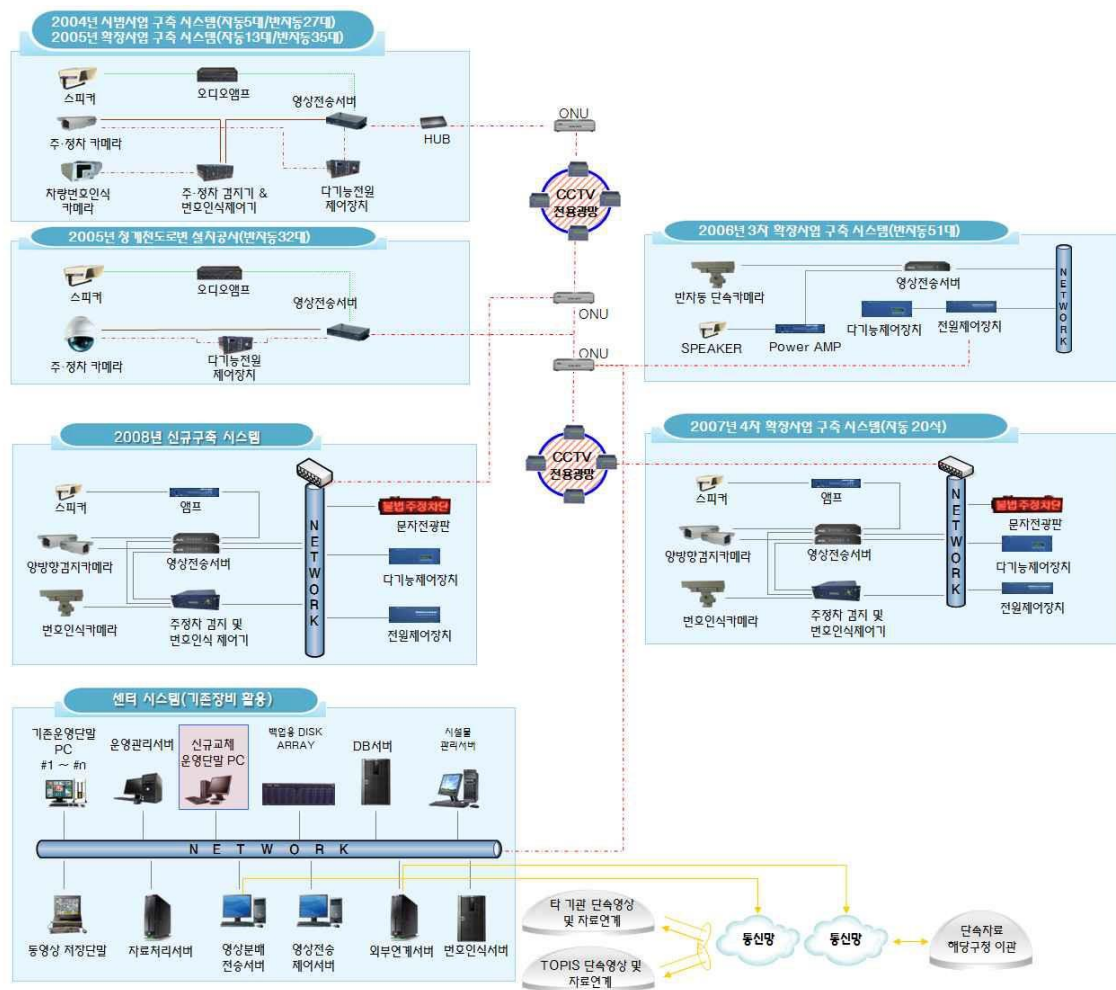 2004년 시범사업 구축 시스템(자동5대/반자동27대)
2005년 확장사업 구축 시스템(자동13대/반자동35대)
스피커
오디오앰프
영상전송서버
주·정차 카메라
HUB
차량번호인식
카메라
주·정차 감지기 &
번호인식제어기
다기능전원
제어장치
ONU
CCTV
전용광망
2005년 청계천도로변 설치공사(반자동32대)
스피커
오디오앰프
영상전송서버
주·정차 카메라
다기능전원
제어장치
ONU
ONU
CCTV
전용광망
2006년 3차 확장사업 구축 시스템(반자동51대)
반자동 단속카메라
영상전송서버
SPEAKER
Power AMP
다기능제어장치
전원제어장치
NETWORK
2008년 신규구축 시스템
스피커
앰프
양방향감지카메라
영상전송서버
번호인식카메라
주정차 감지 및
번호인식 제어기
NETWORK
불법주정차단
문자전광판
다기능제어장치
전원제어장치
2007년 4차 확장사업 구축 시스템(자동 20식)
스피커
앰프
양방향감지카메라
영상전송서버
번호인식카메라
주정차 감지 및
번호인식 제어기
NETWORK
불법주정차단
문자전광판
다기능제어장치
전원제어장치
센터 시스템(기존장비 활용)
기존운영단말
PC
#1 ~ #n
운영관리서버
신규교체
운영단말 PC
백업용 DISK
ARRAY
DB서버
시설물
관리서버
NETWORK
동영상 저장단말
자료처리서버
영상분배
전송서버
영상전송
제어서버
외부연계서버
번호인식서버
타 기관 단속영상
및 자료연계
TOPIS 단속영상 및
자료연계
통신망
통신망
단속자료
해당구청 이관